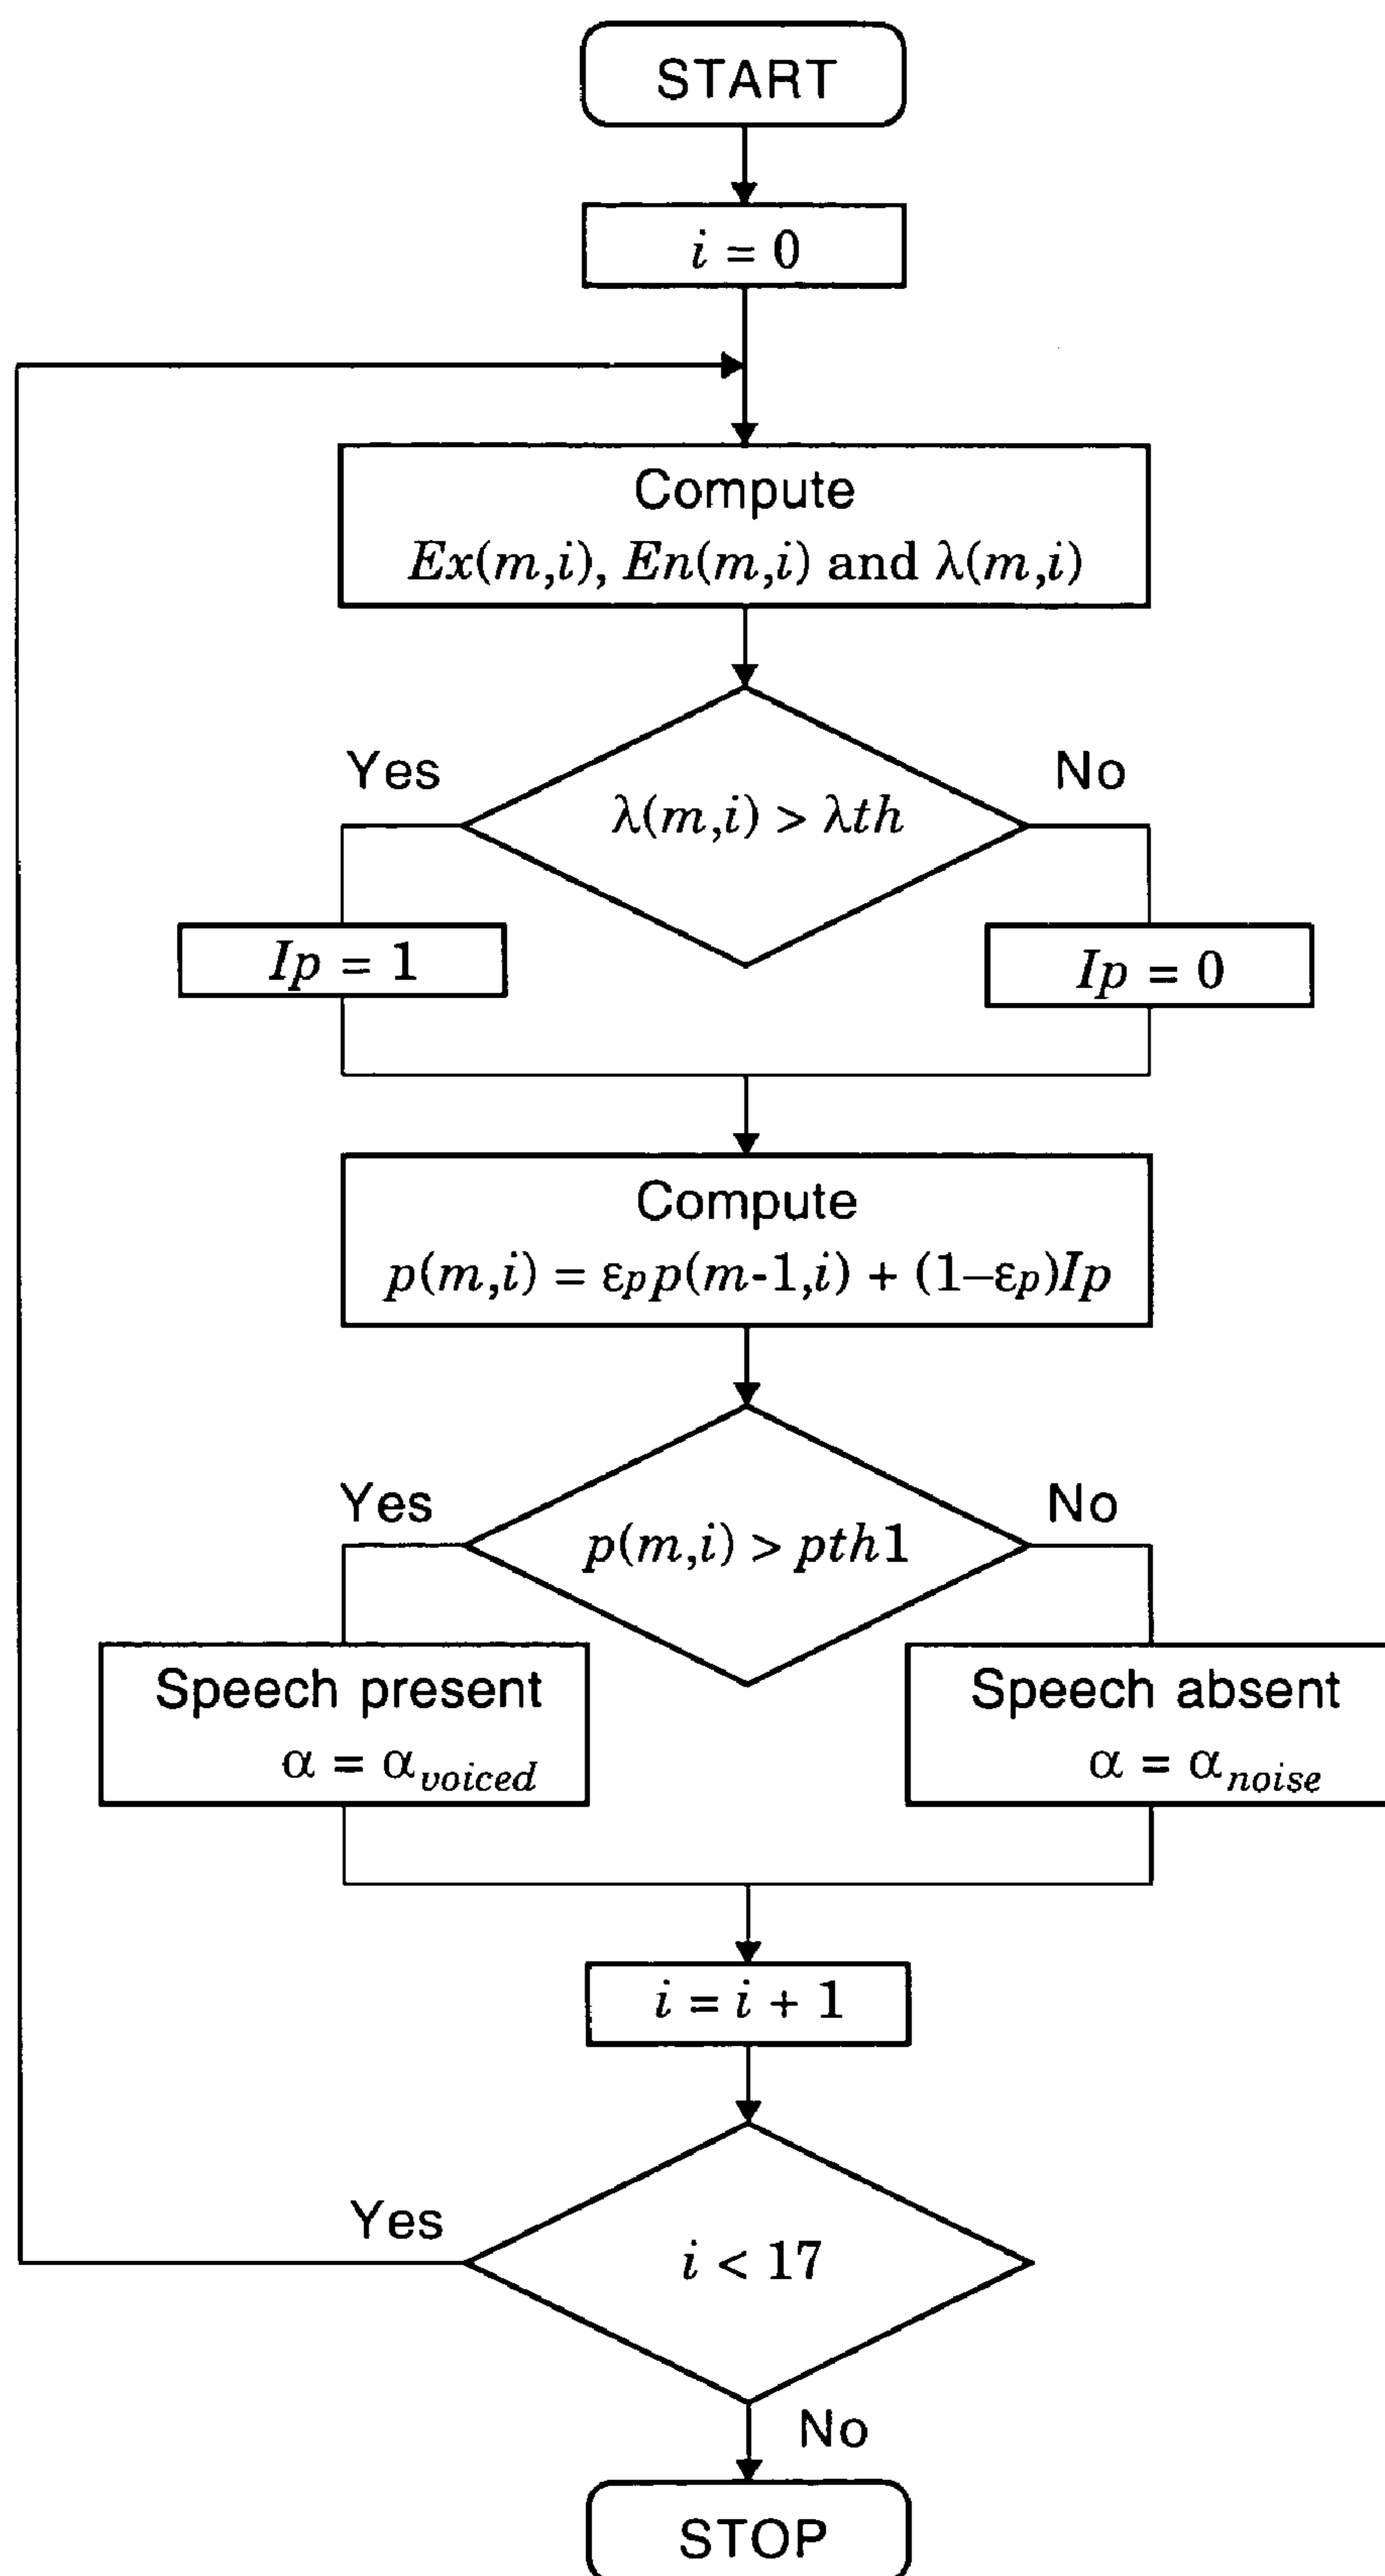 START
i = 0
Compute
Ex(m,i), En(m,i) and λ(m,i)
Yes
No
λ(m,i) > λth
Ip = 1
Ip = 0
Compute
p(m,i) = εpp(m-1,i) + (1–εp)Ip
Yes
No
p(m,i) > pth1
Speech present
α = αvoiced
Speech absent
α = αnoise
i = i + 1
Yes
i < 17
No
STOP